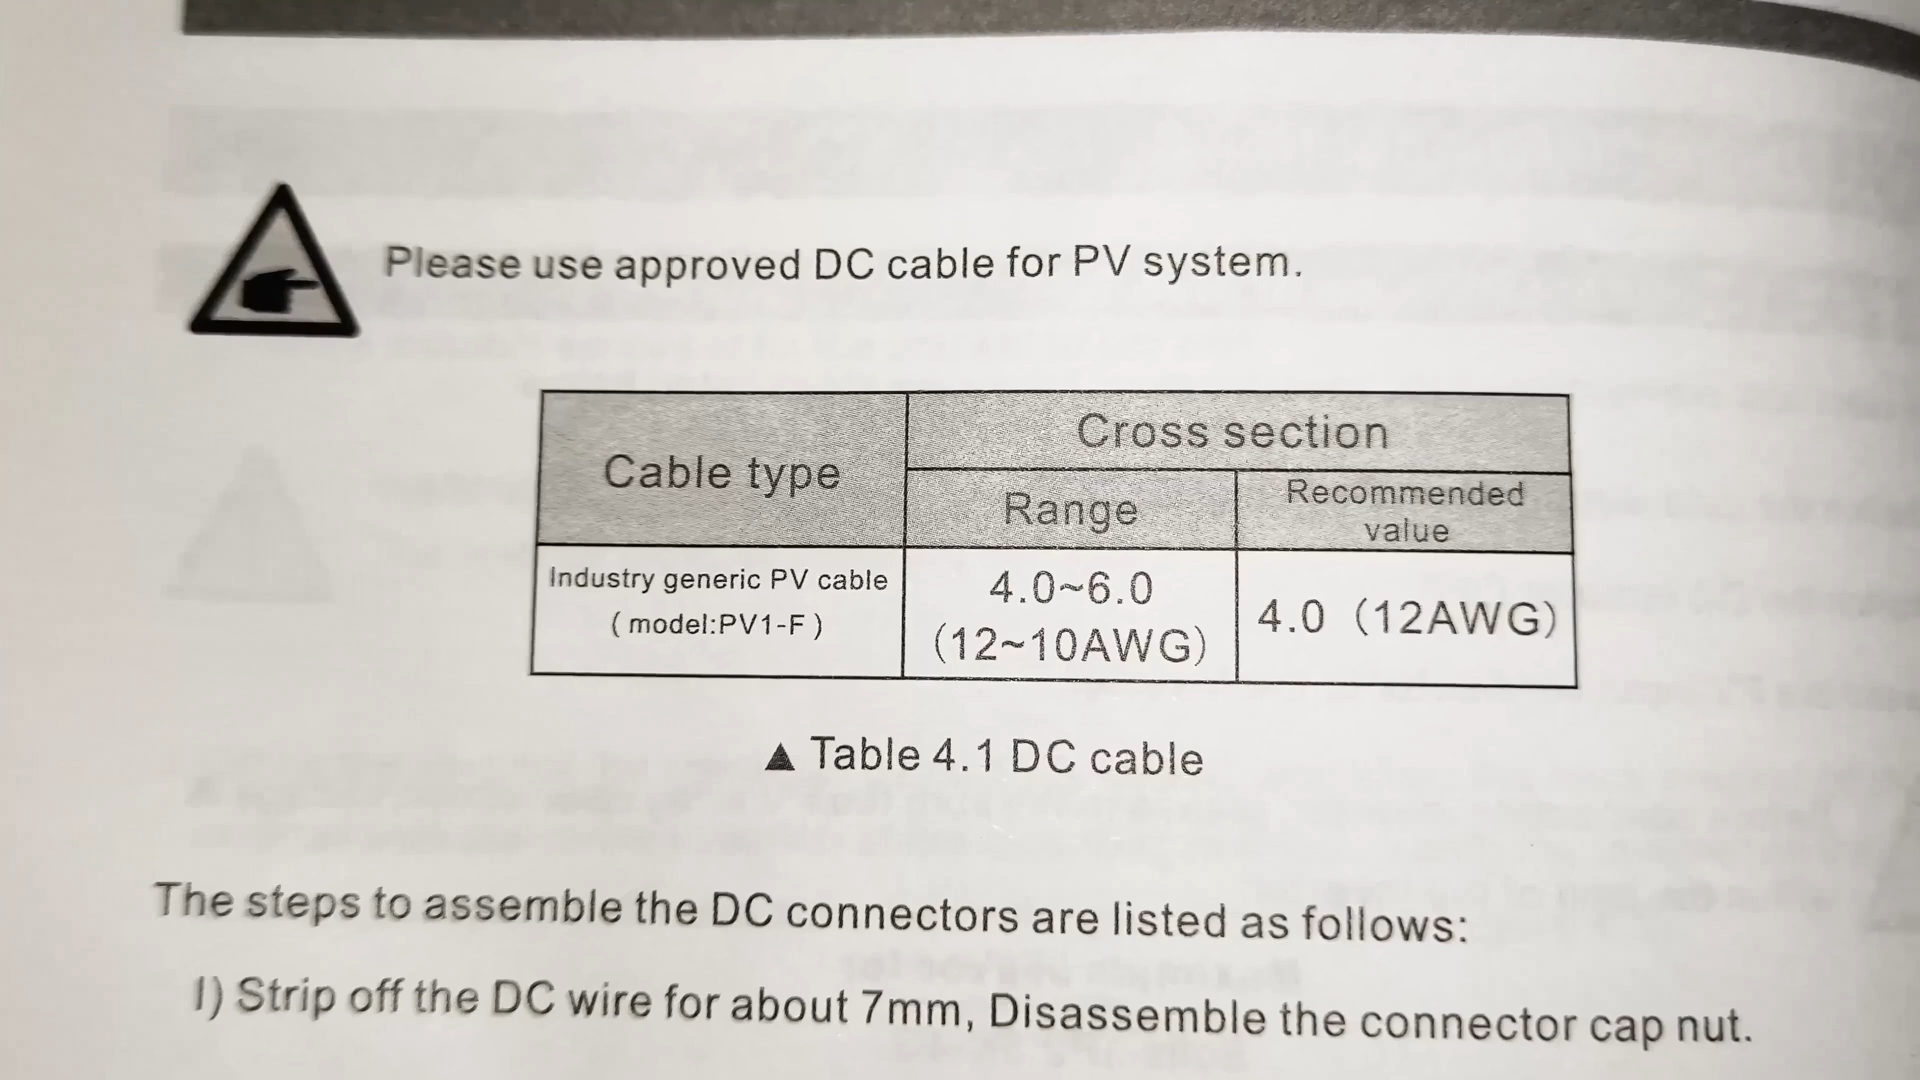 Please use approved DC cable for PV system.
Cable type
Cross section
Range
Recommended
value
Industry generic PV cable
(model:PV1-F)
4.0~6.0
(12~10AWG)
4.0 (12AWG)
▲ Table 4.1 DC cable
The steps to assemble the DC connectors are listed as follows:
I) Strip off the DC wire for about 7mm, Disassemble the connector cap nut.